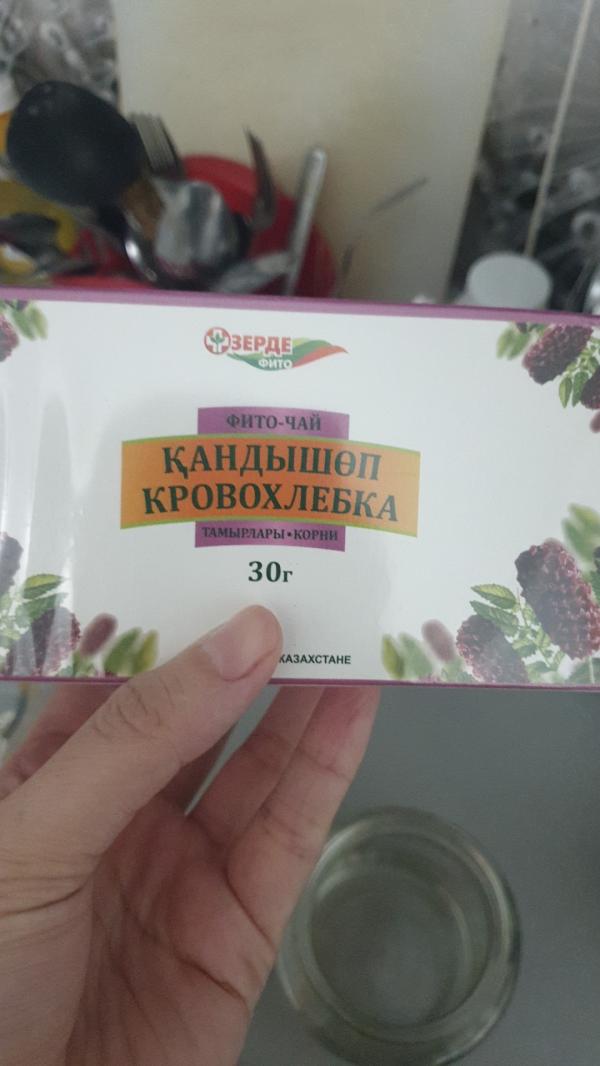 ЗЕРДЕ
ФИТО
ФИТО-ЧАЙ
ҚАНДЫШӨП
КРОВОХЛЕБКА
ТАМЫРЛАРЫ • КОРНИ
30г
КАЗАХСТАНЕ